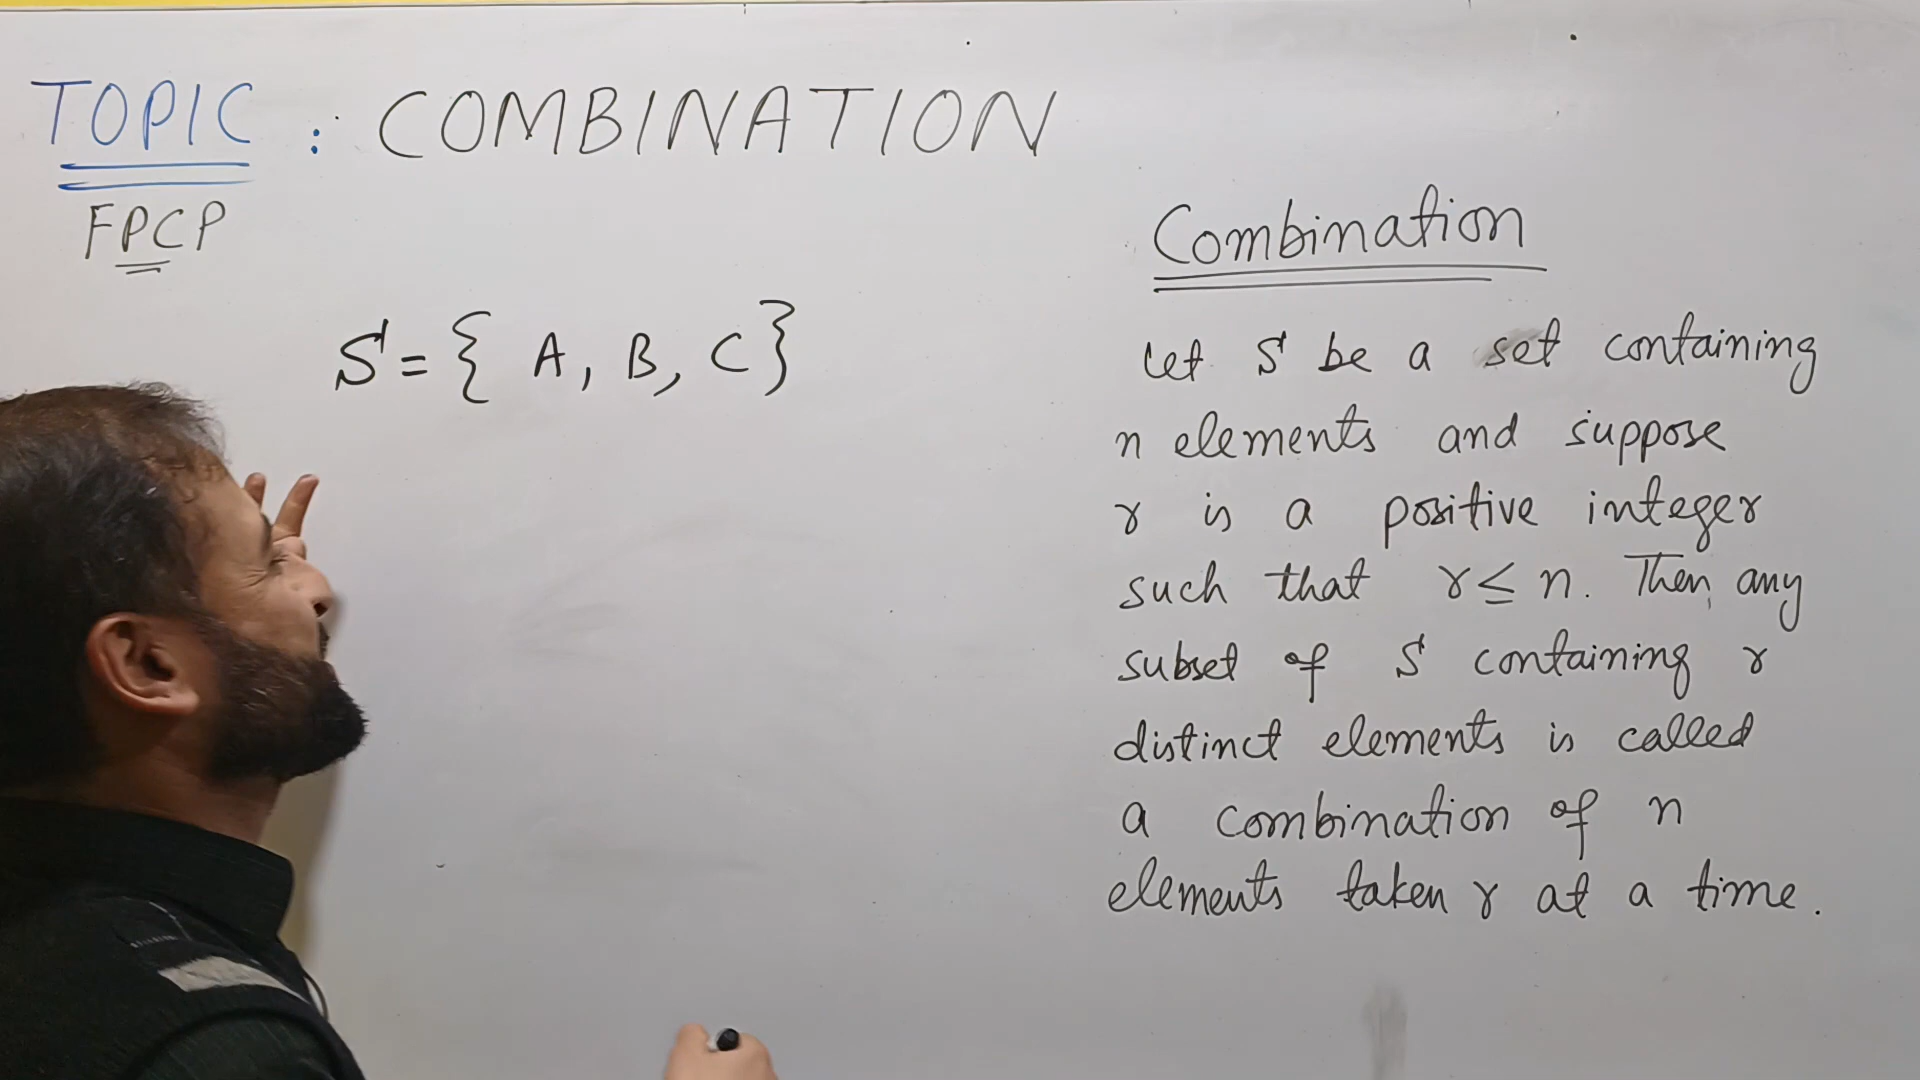 TOPIC : COMBINATION
FPCP
S = { A, B, C }
Combination
Let S be a set containing
n elements and suppose
r is a positive integer
such that r ≤ n. Then, any
subset of S containing r
distinct elements is called
a combination of n
elements taken r at a time.